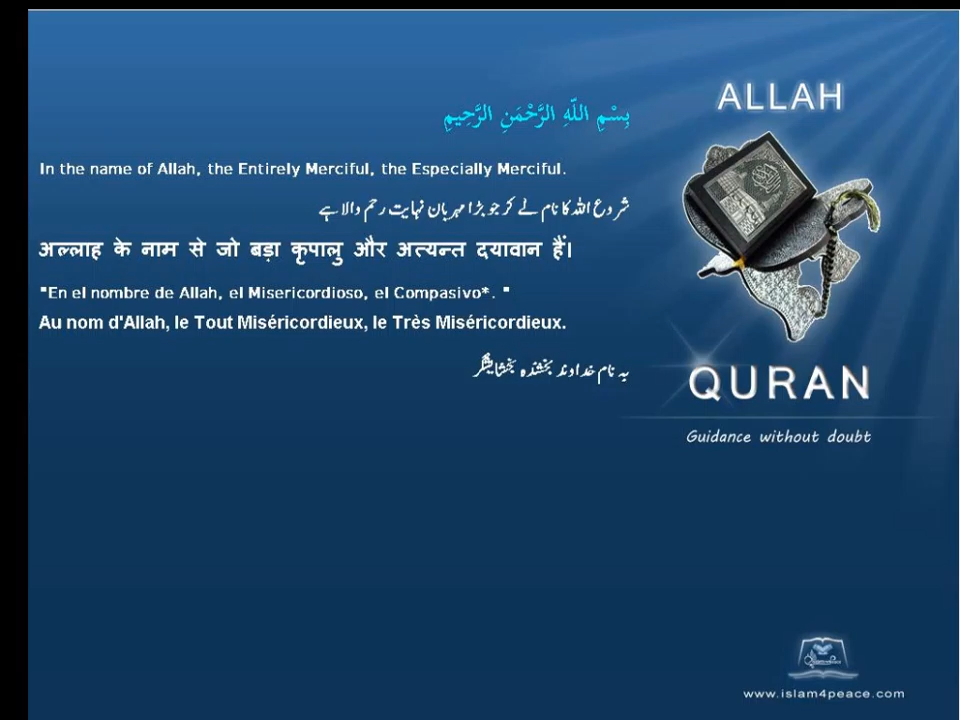 بِسْمِ اللّهِ الرَّحْمَنِ الرَّحِيمِ
In the name of Allah, the Entirely Merciful, the Especially Merciful.
شروع اللہ کا نام لے کر جو بڑا مہربان نہایت رحم والا ہے
अल्लाह के नाम से जो बड़ा कृपालु और अत्यन्त दयावान हैं।
"En el nombre de Allah, el Misericordioso, el Compasivo*. "
Au nom d'Allah, le Tout Miséricordieux, le Très Miséricordieux.
به نام خداوند بخشنده بخشایشگر
ALLAH
QURAN
Guidance without doubt
www.islam4peace.com